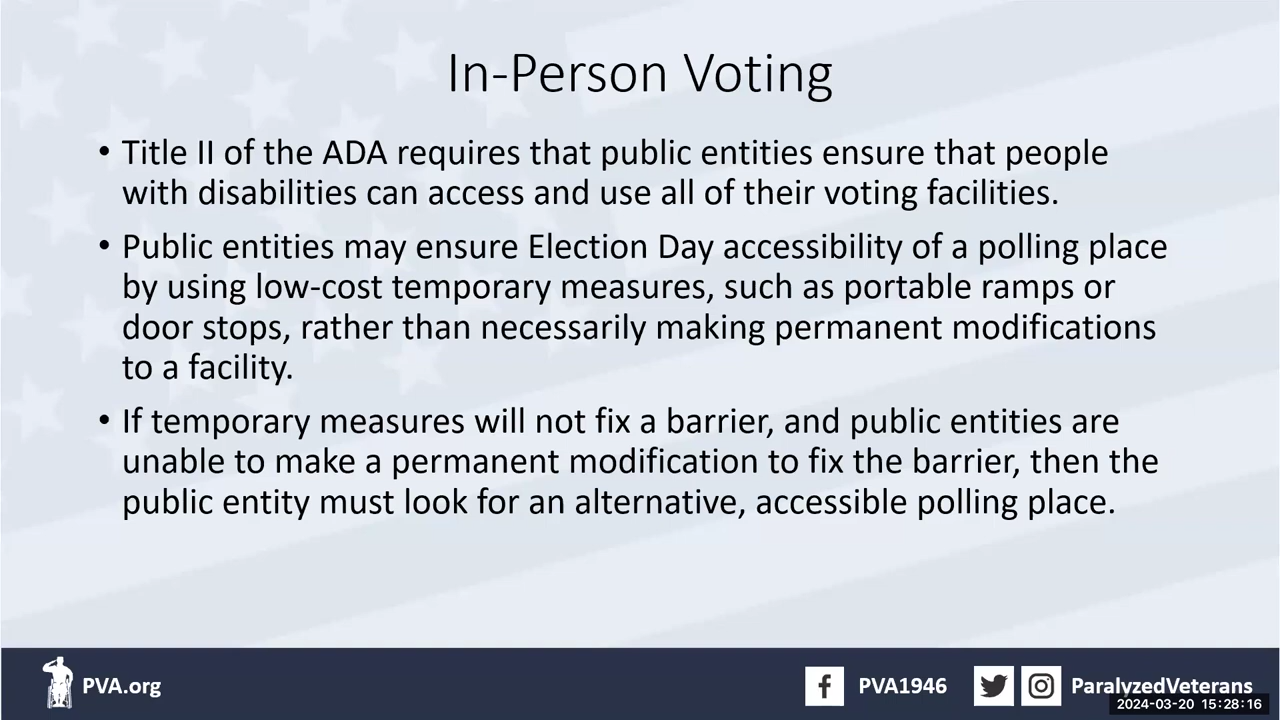 In-Person Voting
• Title II of the ADA requires that public entities ensure that people
with disabilities can access and use all of their voting facilities.
• Public entities may ensure Election Day accessibility of a polling place
by using low-cost temporary measures, such as portable ramps or
door stops, rather than necessarily making permanent modifications
to a facility.
• If temporary measures will not fix a barrier, and public entities are
unable to make a permanent modification to fix the barrier, then the
public entity must look for an alternative, accessible polling place.
PVA.org
PVA1946
ParalyzedVeterans
2024-03-20 15:28:16